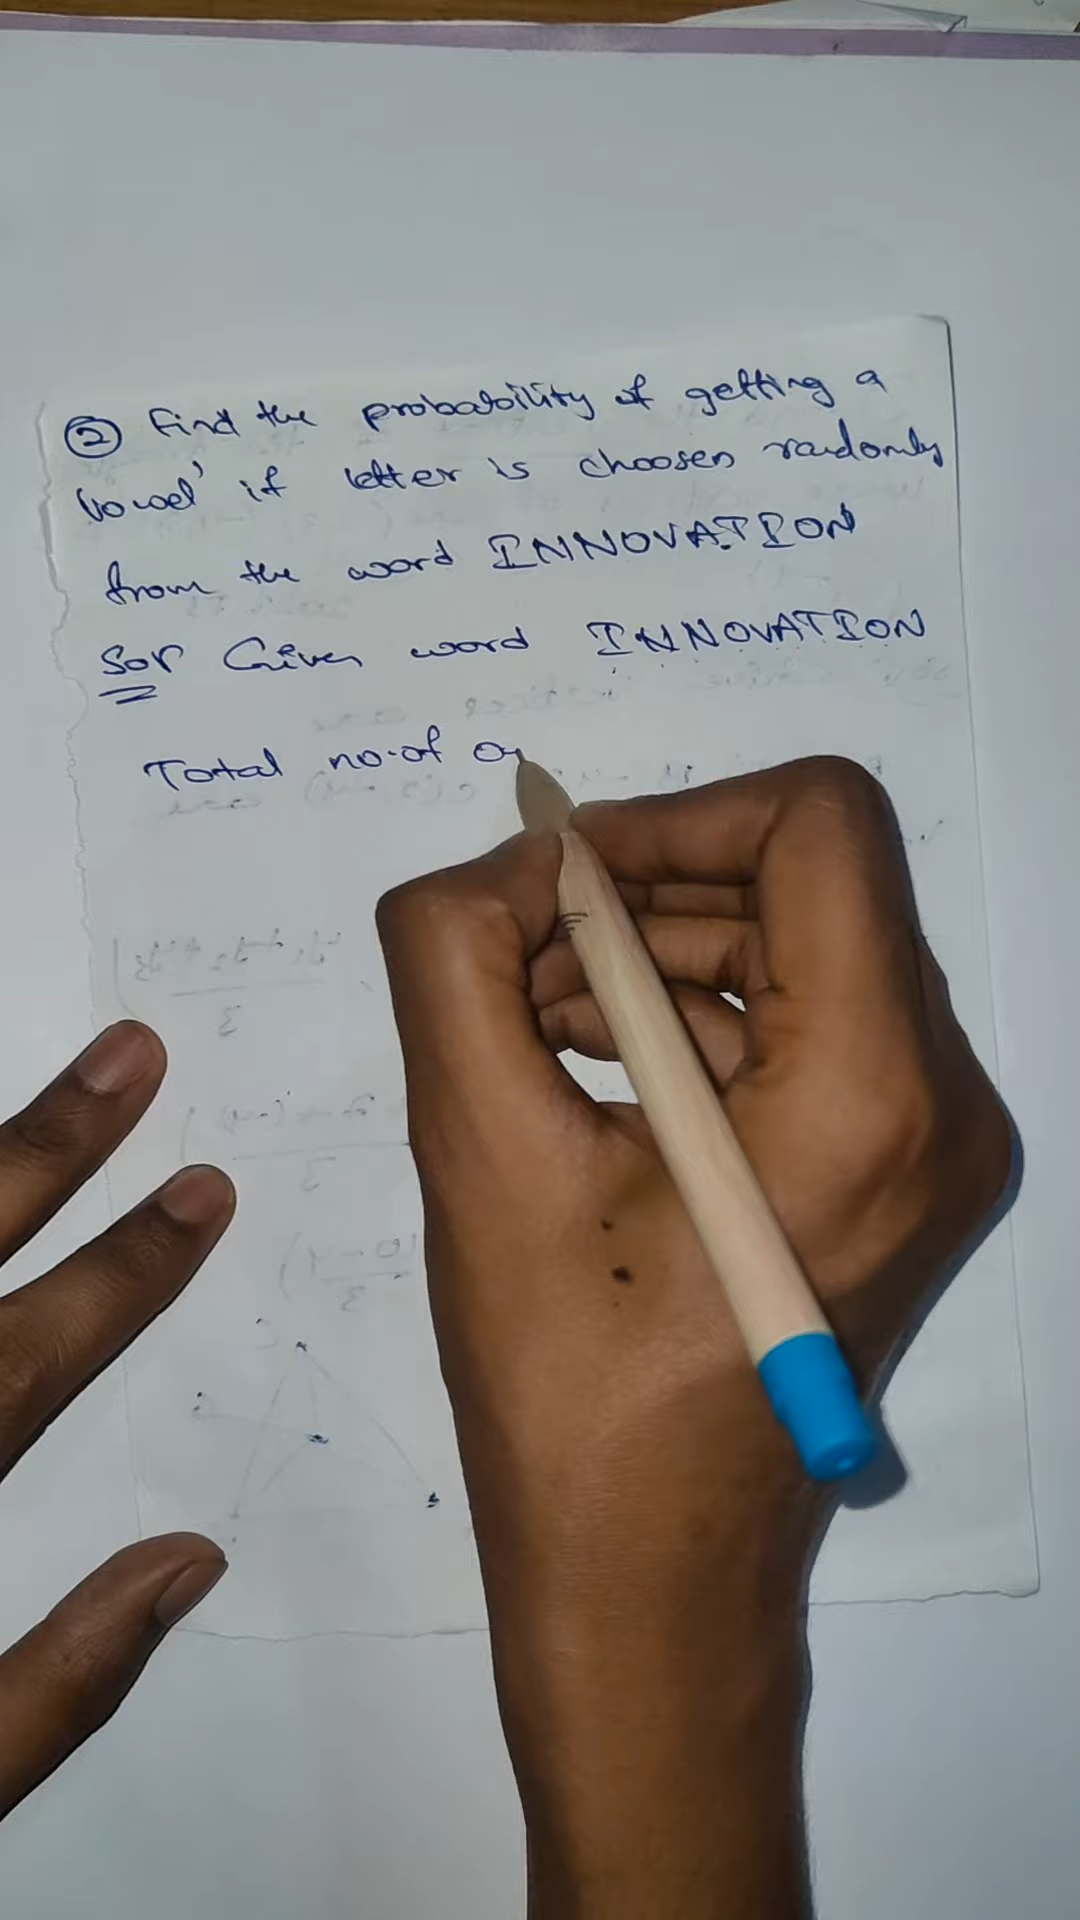 ② Find the probability of getting a
vowel' if letter is choosen randomly
from the word INNOVATION
Sol Given word INNOVATION
Total no.of